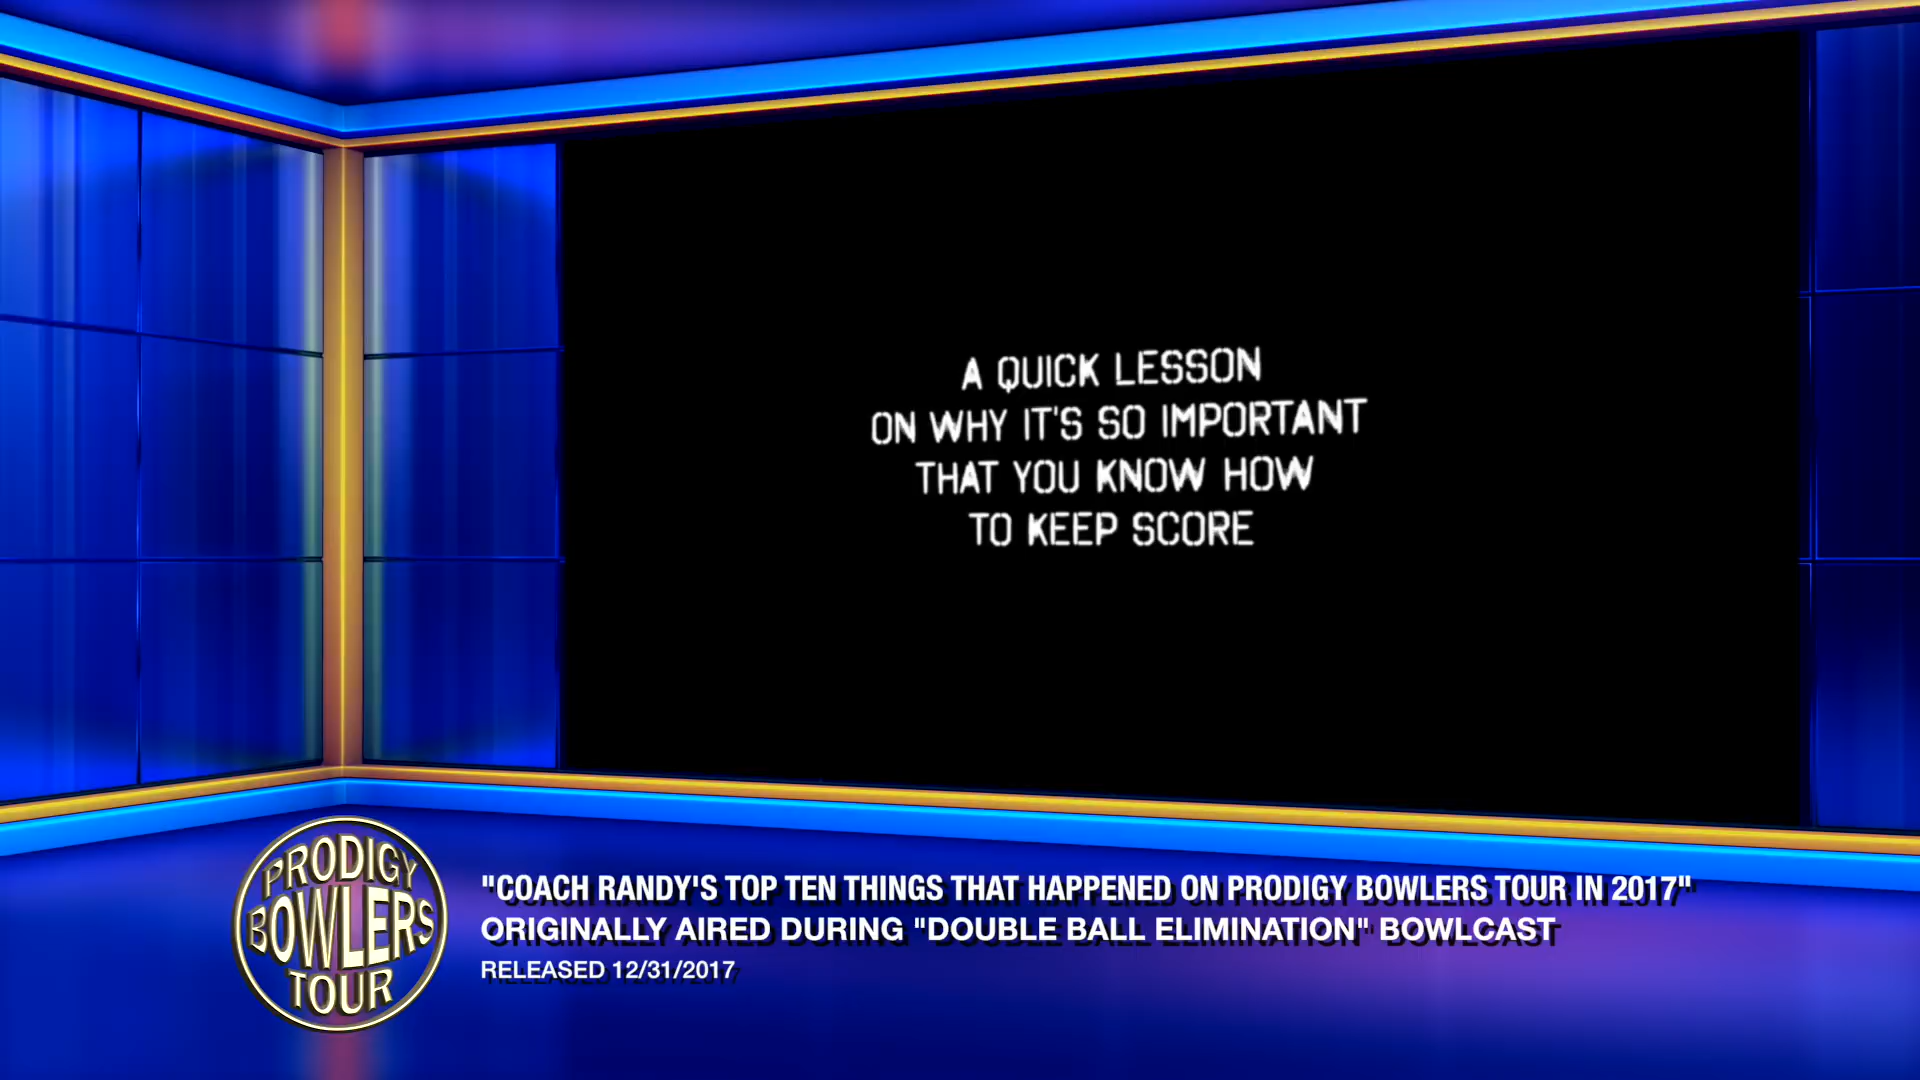 A QUICK LESSON
ON WHY IT'S SO IMPORTANT
THAT YOU KNOW HOW
TO KEEP SCORE
PRODIGY
BOWLERS
TOUR
"COACH RANDY'S TOP TEN THINGS THAT HAPPENED ON PRODIGY BOWLERS TOUR IN 2017"
ORIGINALLY AIRED DURING "DOUBLE BALL ELIMINATION" BOWLCAST
RELEASED 12/31/2017